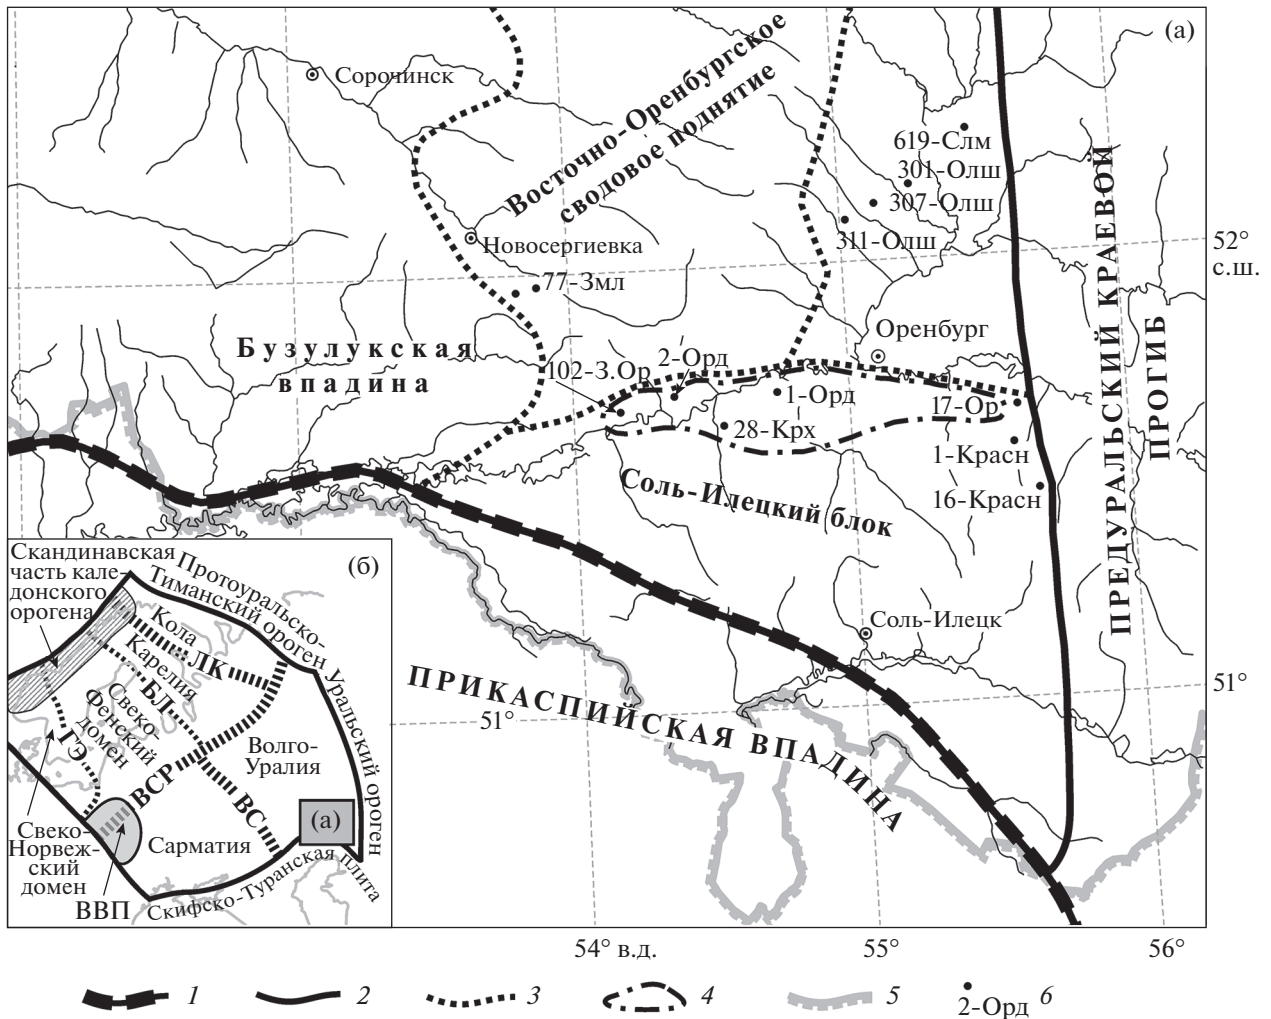 (а)
Сорочинск
Восточно-Оренбургское
сводовое поднятие
619-Слм
301-Олш
307-Олш
311-Олш
Новосергиевка
77-Змл
52°
с.ш.
ПРЕДУРАЛЬСКИЙ КРАЕВОЙ
ПРОГИБ
Бузулукская
впадина
Оренбург
102-З.Ор
2-Орд
1-Орд
17-Ор
28-Крх
1-Красн
16-Красн
Соль-Илецкий блок
Соль-Илецк
ПРИКАСПИЙСКАЯ ВПАДИНА
51°
51°
54° в.д.
55°
56°
(б)
Скандинавская
часть кале-
донского
орогена
Протоуральско-
Тиманский ороген
Уральский ороген
Кола
ЛК
Карелия
БЛ
Свеко-
Фенский
домен
ГЭ
ВСР
Волго-
Уралия
ВС
(а)
Свеко-
Норвеж-
ский
домен
Сарматия
ВВП
Скифско-Туранская плита
1
2
3
4
5
2-Орд
6